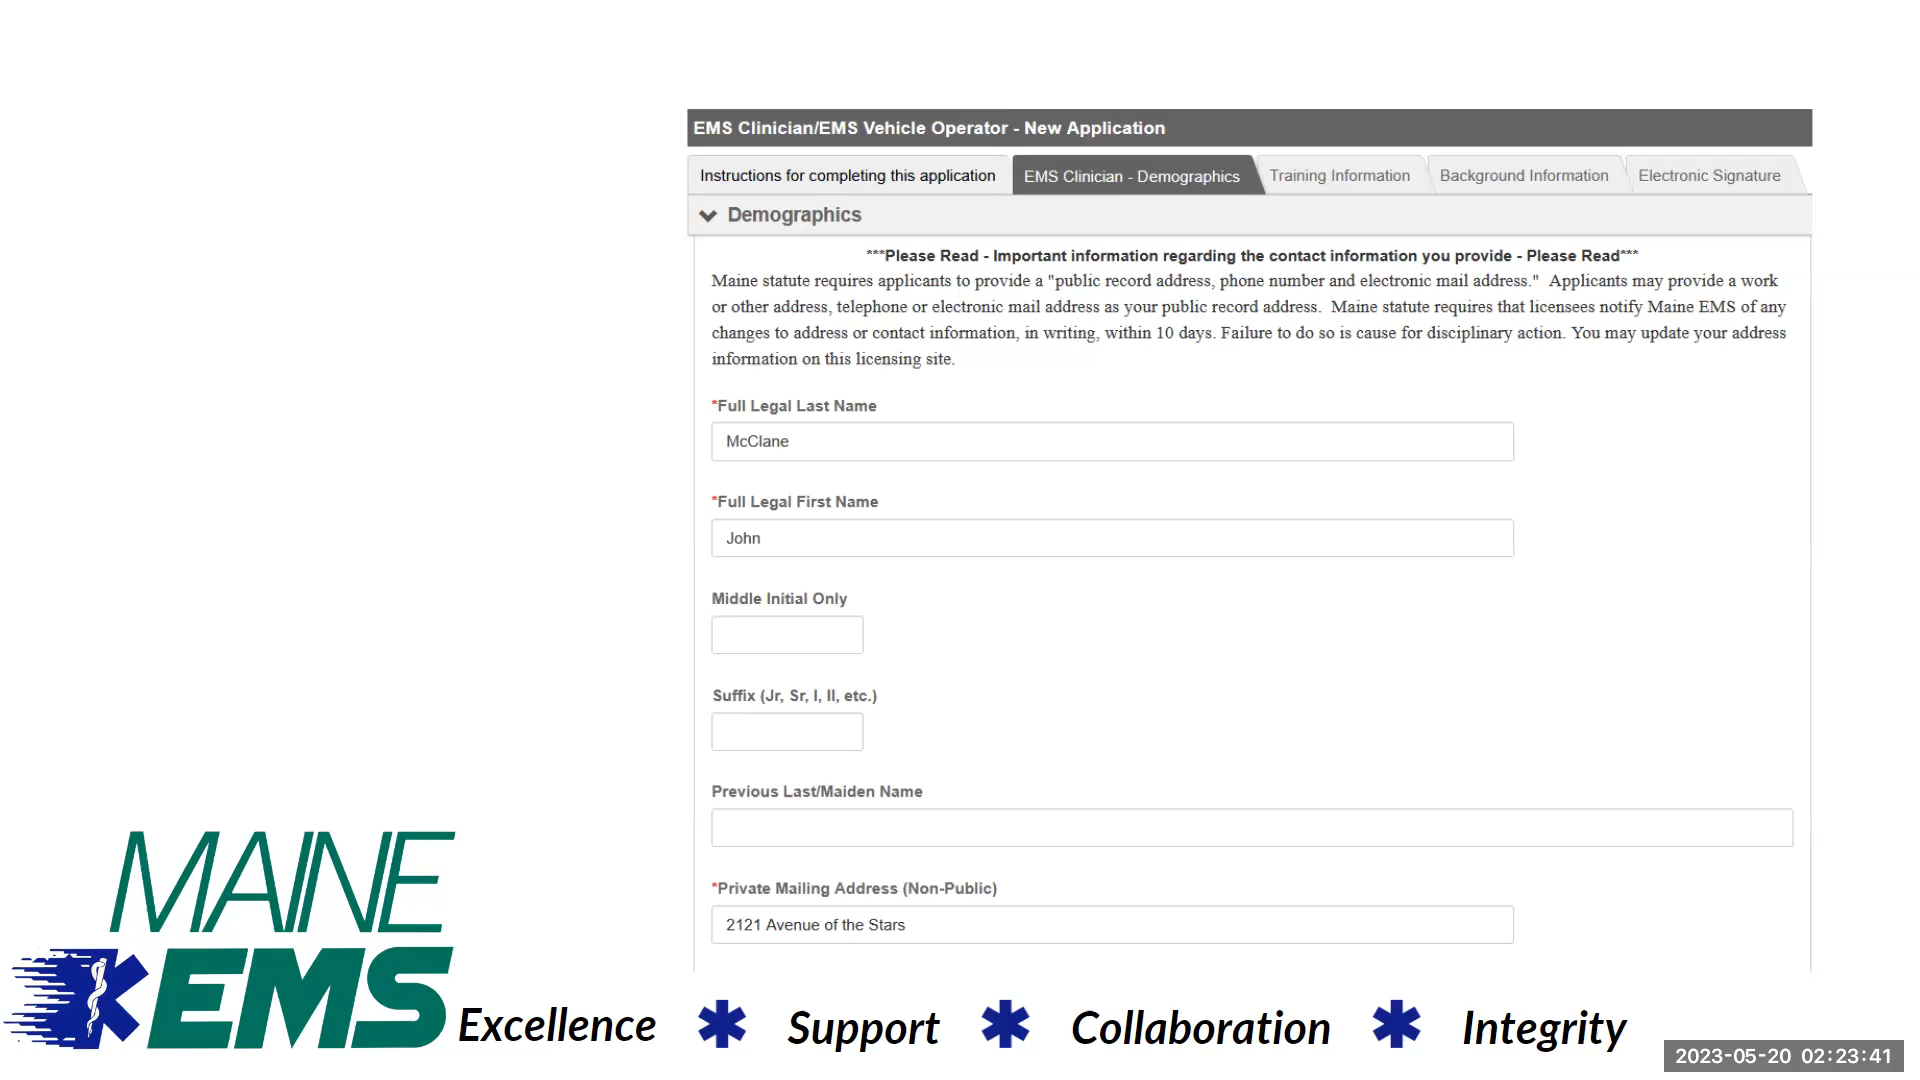 EMS Clinician/EMS Vehicle Operator - New Application
Instructions for completing this application EMS Clinician - Demographics Training Information Background Information Electronic Signature
Demographics
***Please Read - Important information regarding the contact information you provide - Please Read***
Maine statute requires applicants to provide a "public record address, phone number and electronic mail address." Applicants may provide a work
or other address, telephone or electronic mail address as your public record address. Maine statute requires that licensees notify Maine EMS of any
changes to address or contact information, in writing, within 10 days. Failure to do so is cause for disciplinary action. You may update your address
information on this licensing site.
*Full Legal Last Name
McClane
*Full Legal First Name
John
Middle Initial Only
Suffix (Jr, Sr, I, II, etc.)
Previous Last/Maiden Name
*Private Mailing Address (Non-Public)
2121 Avenue of the Stars
MAINE
EMS
Excellence Support Collaboration Integrity
2023-05-20 02:23:41